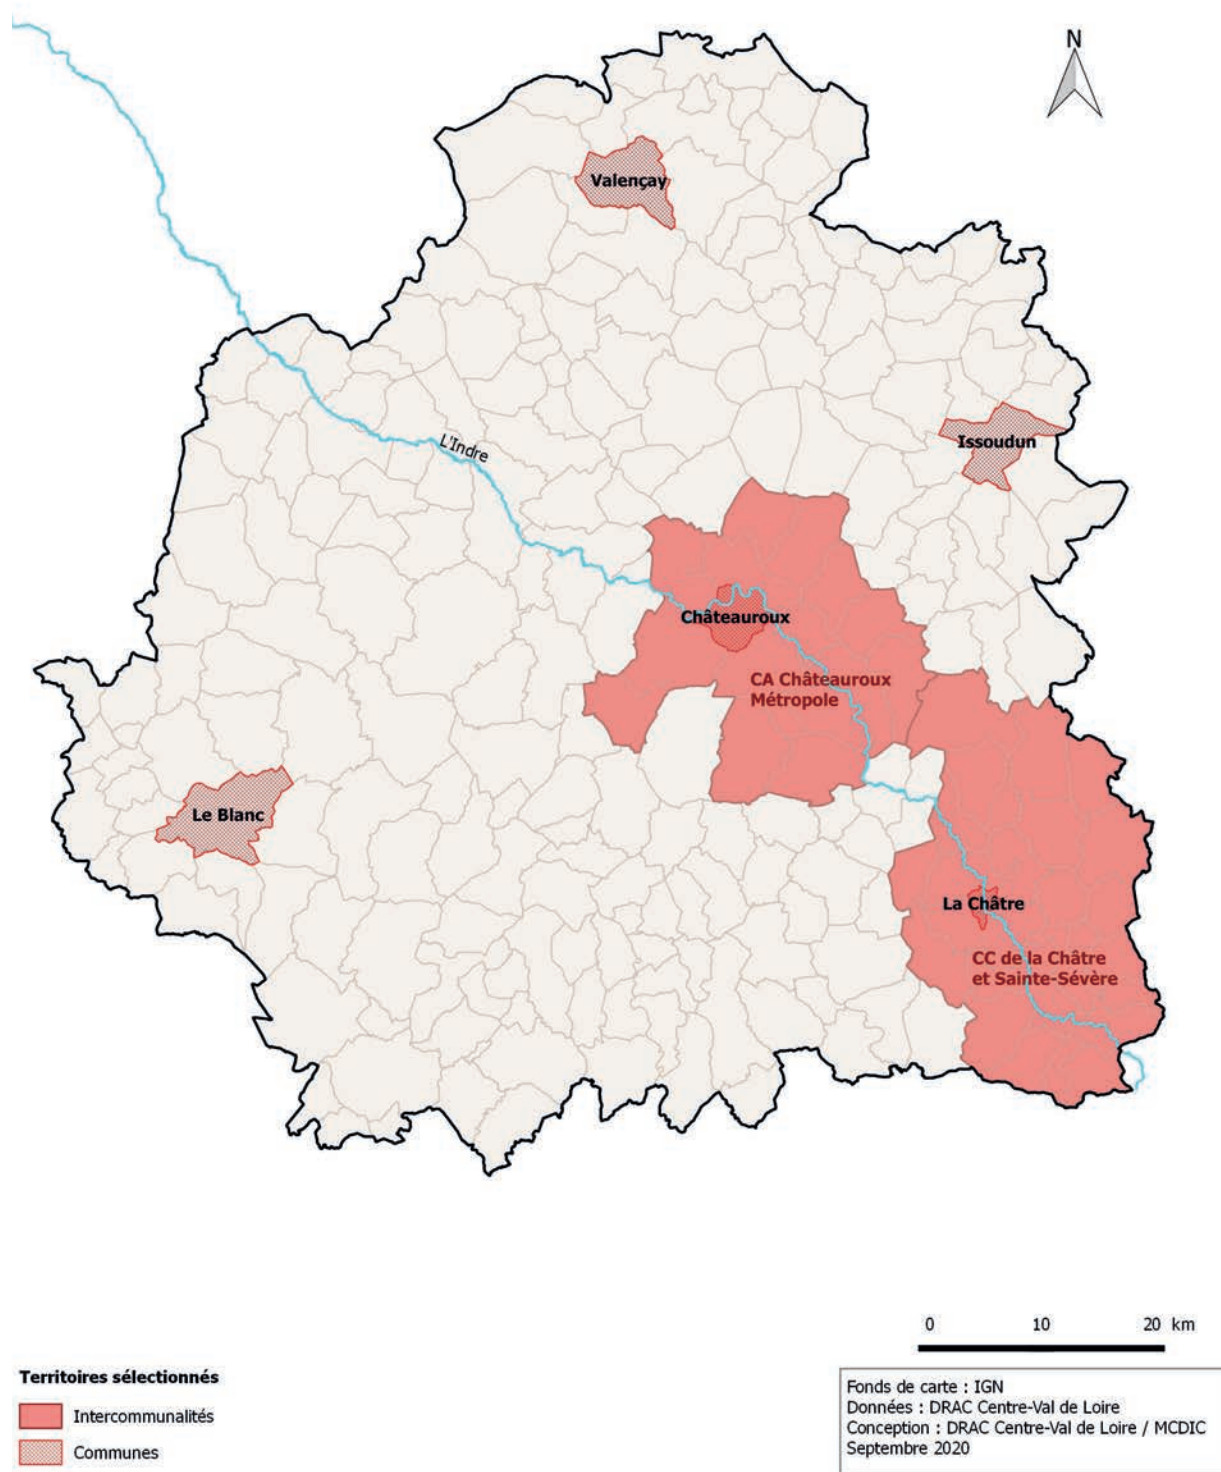 N
Valençay
L'Indre
Issoudun
Châteauroux
CA Châteauroux
Métropole
Le Blanc
La Châtre
CC de la Châtre
et Sainte-Sévère
0 10 20 km
Territoires sélectionnés
Intercommunalités
Communes
Fonds de carte : IGN
Données : DRAC Centre-Val de Loire
Conception : DRAC Centre-Val de Loire / MCDIC
Septembre 2020